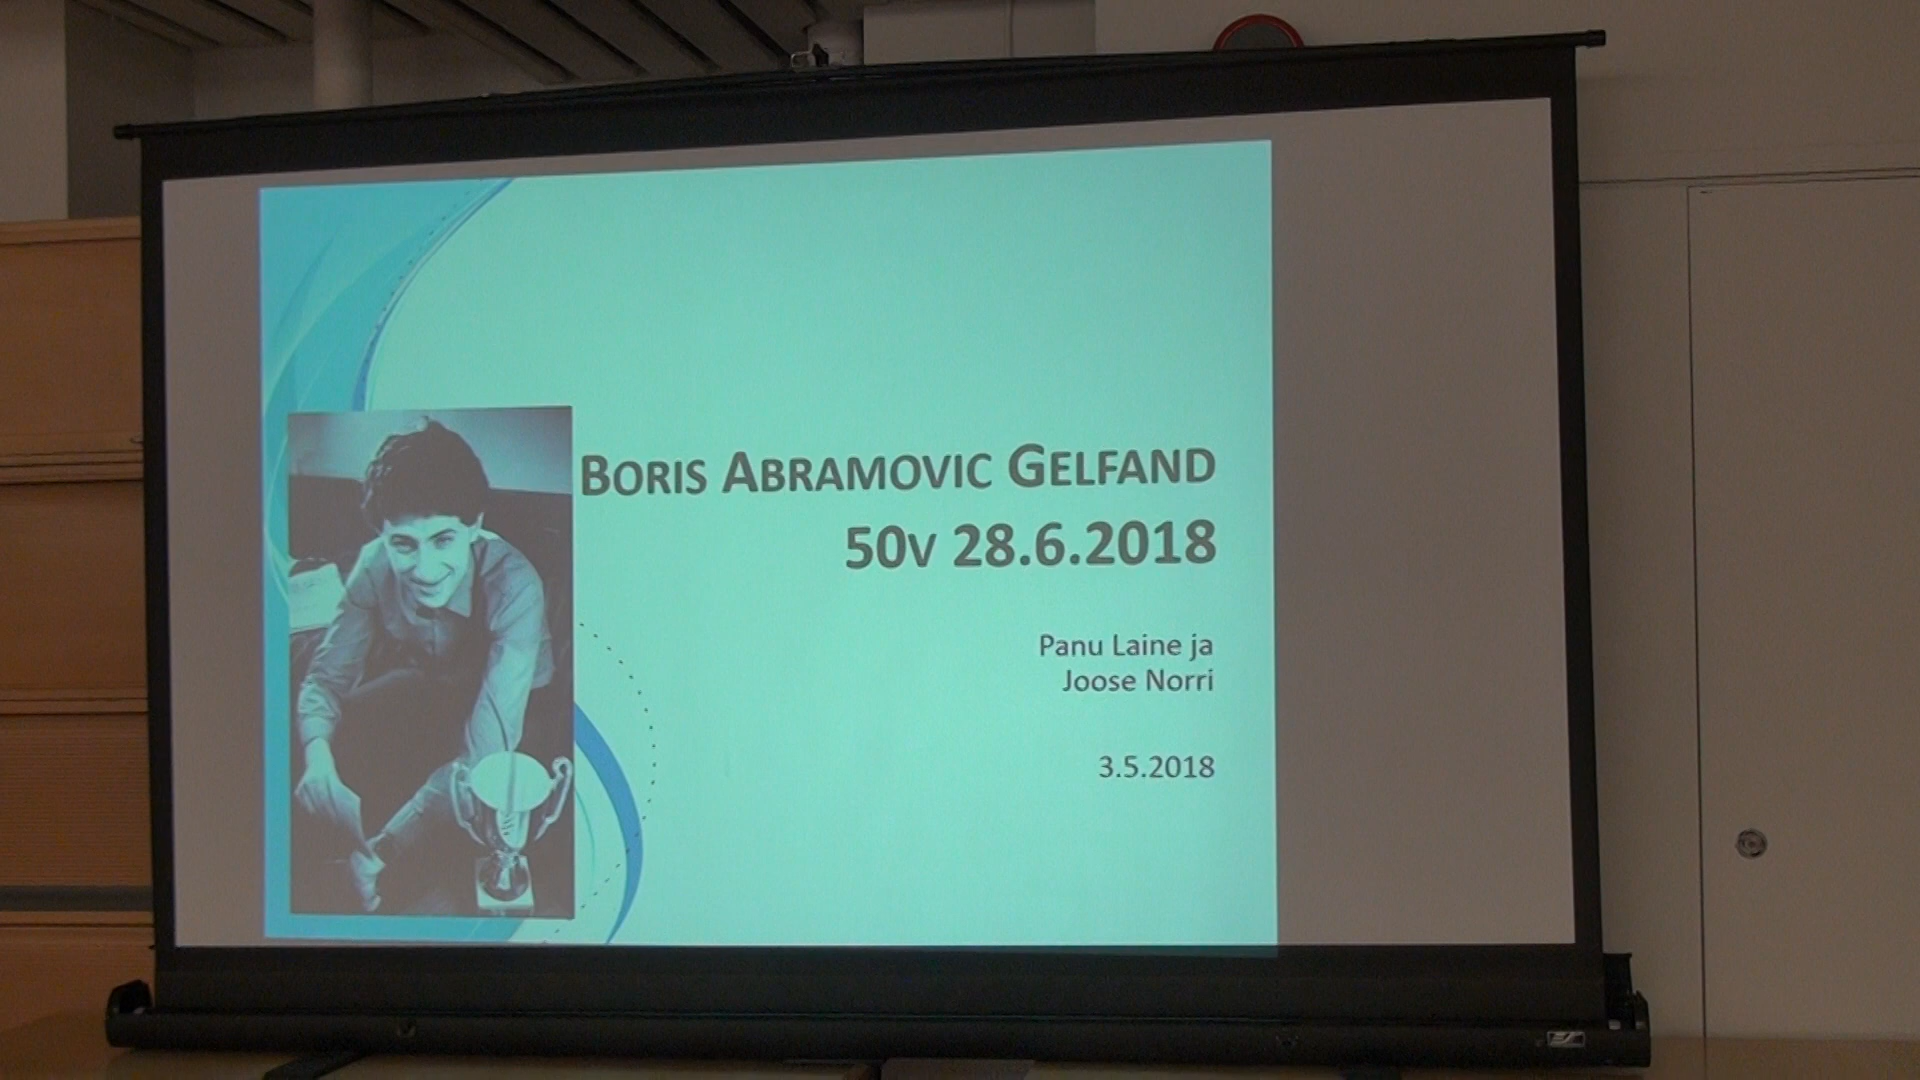 BORIS ABRAMOVIC GELFAND
50V 28.6.2018
Panu Laine ja
Joose Norri
3.5.2018